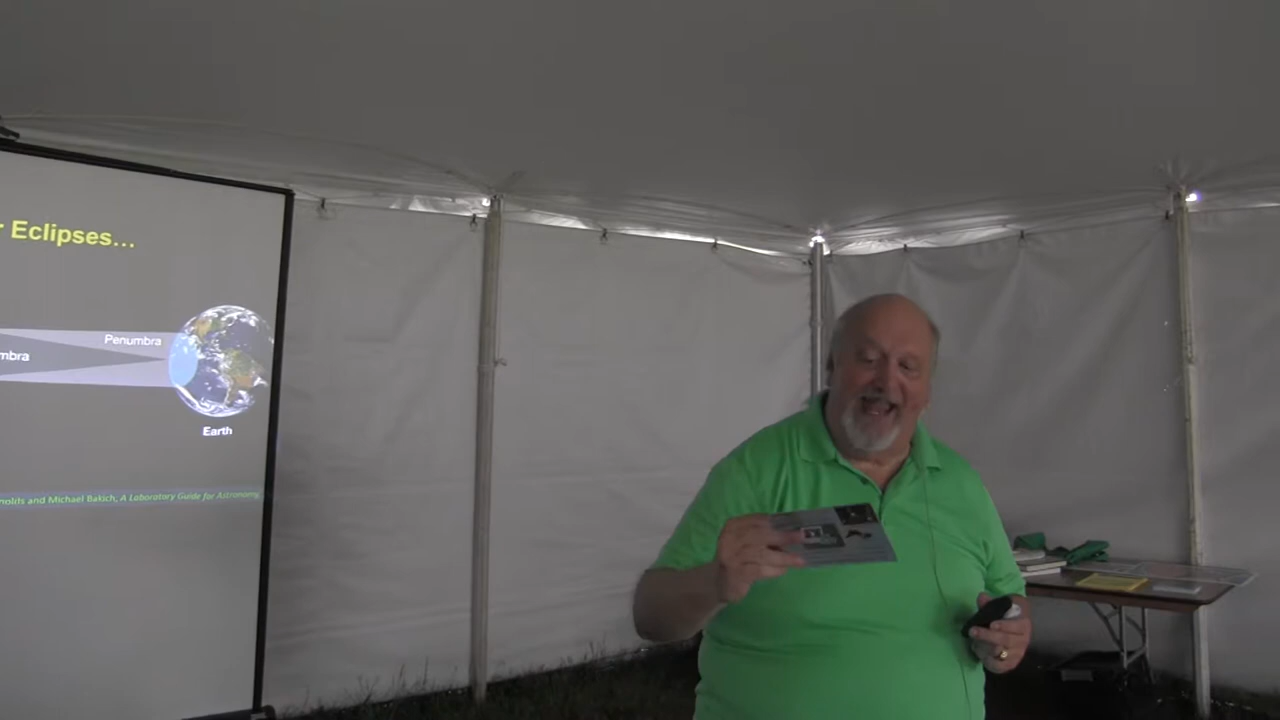 r Eclipses...
Penumbra
mbra
Earth
nolds and Michael Bakich, A Laboratory Guide for Astronomy